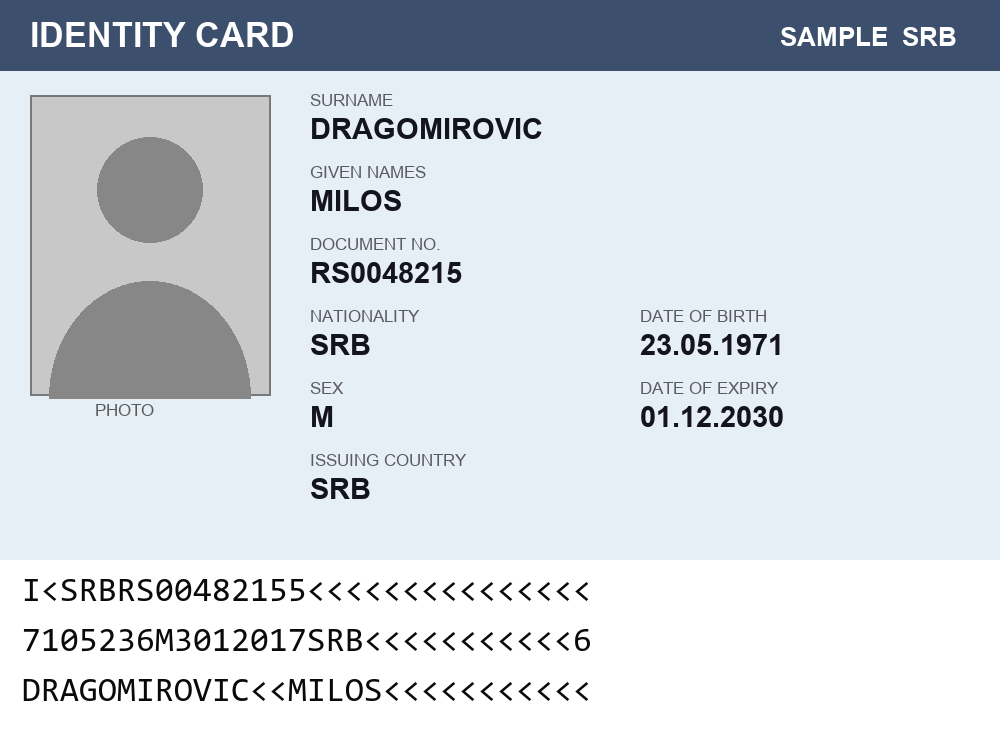 IDENTITY CARD
SAMPLE SRB
SURNAME
DRAGOMIROVIC
GIVEN NAMES
MILOS
DOCUMENT NO.
RS0048215
NATIONALITY
SRB
DATE OF BIRTH
23.05.1971
SEX
M
DATE OF EXPIRY
01.12.2030
ISSUING COUNTRY
SRB
PHOTO
I<SRBRS00482155<<<<<<<<<<<<<<<
7105236M3012017SRB<<<<<<<<<<<6
DRAGOMIROVIC<<MILOS<<<<<<<<<<<